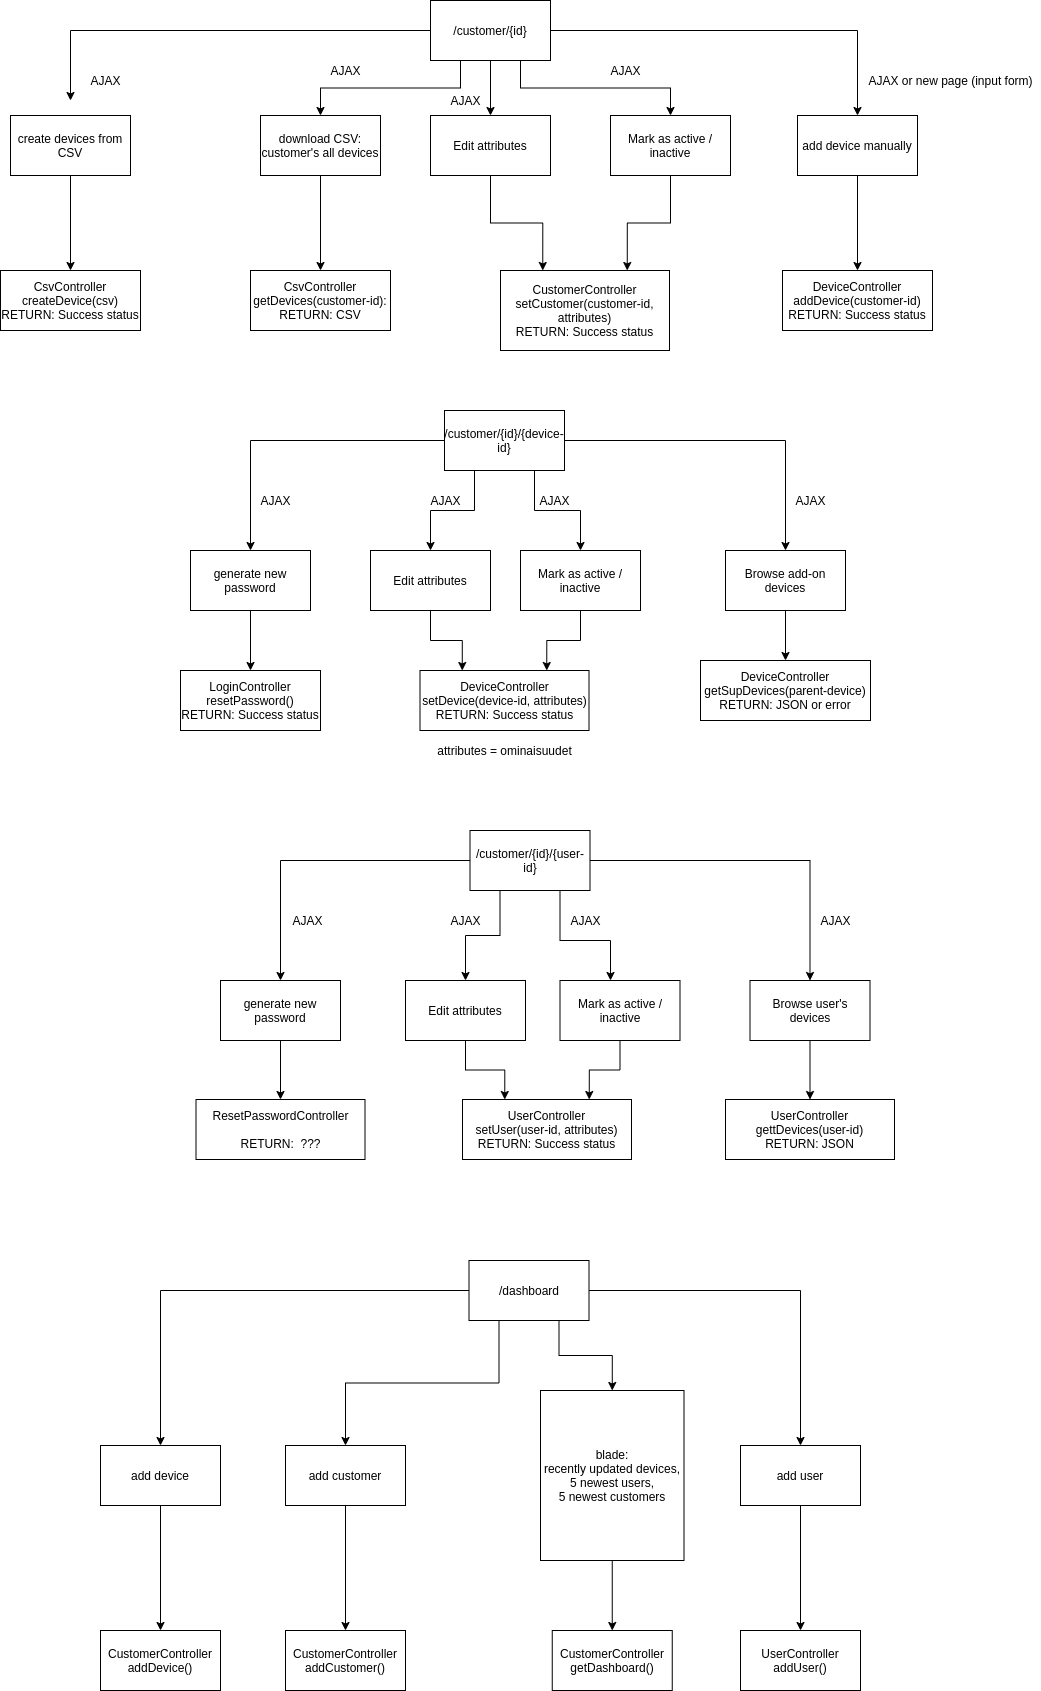 /customer/{id}
AJAX
AJAX
AJAX
AJAX
AJAX or new page (input form)
create devices from
CSV
download CSV:
customer's all devices
Edit attributes
Mark as active /
inactive
add device manually
CsvController
createDevice(csv)
RETURN: Success status
CsvController
getDevices(customer-id):
RETURN: CSV
CustomerController
setCustomer(customer-id,
attributes)
RETURN: Success status
DeviceController
addDevice(customer-id)
RETURN: Success status
/customer/{id}/{device-
id}
AJAX
AJAX
AJAX
AJAX
generate new
password
Edit attributes
Mark as active /
inactive
Browse add-on
devices
LoginController
resetPassword()
RETURN: Success status
DeviceController
setDevice(device-id, attributes)
RETURN: Success status
DeviceController
getSupDevices(parent-device)
RETURN: JSON or error
attributes = ominaisuudet
/customer/{id}/{user-
id}
AJAX
AJAX
AJAX
AJAX
generate new
password
Edit attributes
Mark as active /
inactive
Browse user's
devices
ResetPasswordController
RETURN: ???
UserController
setUser(user-id, attributes)
RETURN: Success status
UserController
gettDevices(user-id)
RETURN: JSON
/dashboard
add device
add customer
blade:
recently updated devices,
5 newest users,
5 newest customers
add user
CustomerController
addDevice()
CustomerController
addCustomer()
CustomerController
getDashboard()
UserController
addUser()